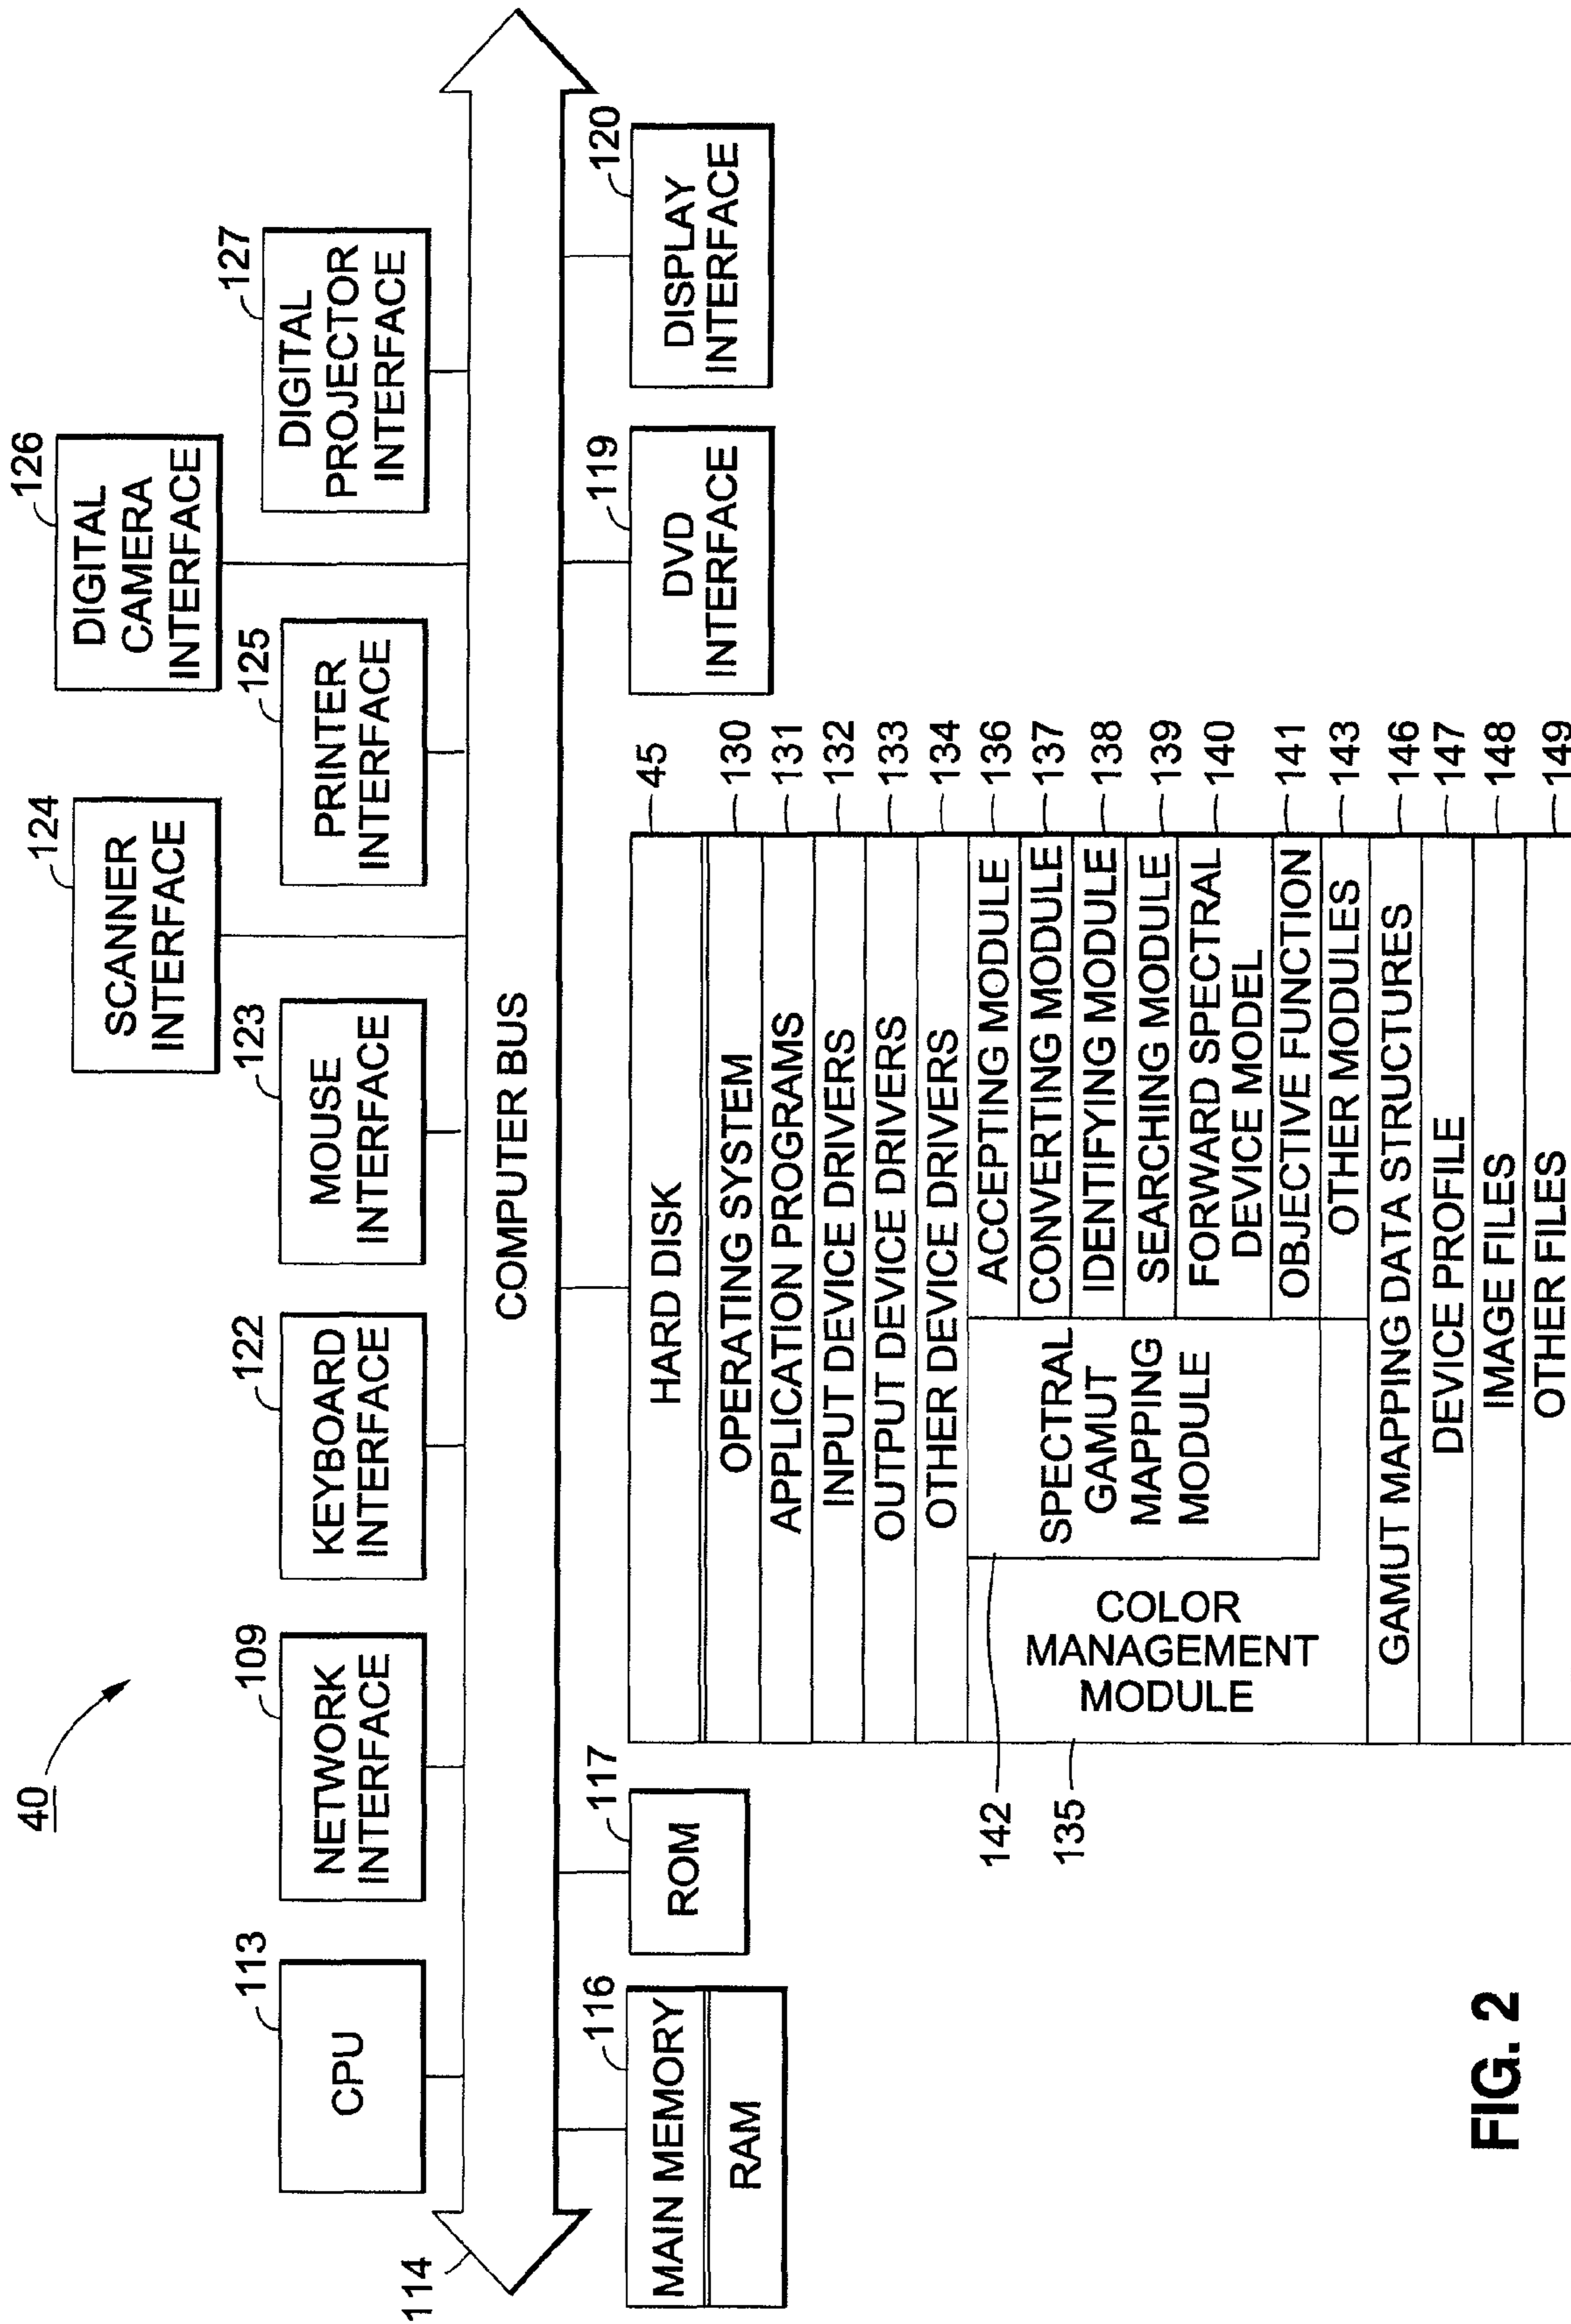 40
126
DIGITAL
CAMERA
INTERFACE
124
SCANNER
INTERFACE
127
DIGITAL
PROJECTOR
INTERFACE
113
CPU
109
NETWORK
INTERFACE
122
KEYBOARD
INTERFACE
123
MOUSE
INTERFACE
125
PRINTER
INTERFACE
114
COMPUTER BUS
116
MAIN MEMORY
RAM
117
ROM
119
DVD
INTERFACE
120
DISPLAY
INTERFACE
HARD DISK
45
OPERATING SYSTEM
130
APPLICATION PROGRAMS
131
INPUT DEVICE DRIVERS
132
OUTPUT DEVICE DRIVERS
133
OTHER DEVICE DRIVERS
134
142
135
COLOR
MANAGEMENT
MODULE
SPECTRAL
GAMUT
MAPPING
MODULE
ACCEPTING MODULE
136
CONVERTING MODULE
137
IDENTIFYING MODULE
138
SEARCHING MODULE
139
FORWARD SPECTRAL
DEVICE MODEL
140
OBJECTIVE FUNCTION
141
OTHER MODULES
143
GAMUT MAPPING DATA STRUCTURES
146
DEVICE PROFILE
147
IMAGE FILES
148
OTHER FILES
149
FIG. 2